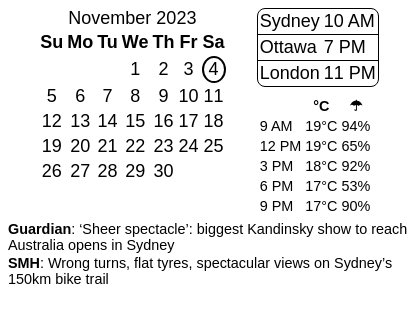 November 2023
Su Mo Tu We Th Fr Sa
1 2 3 4
5 6 7 8 9 10 11
12 13 14 15 16 17 18
19 20 21 22 23 24 25
26 27 28 29 30
Sydney 10 AM
Ottawa 7 PM
London 11 PM
°C ☂
9 AM 19°C 94%
12 PM 19°C 65%
3 PM 18°C 92%
6 PM 17°C 53%
9 PM 17°C 90%
Guardian: ‘Sheer spectacle’: biggest Kandinsky show to reach
Australia opens in Sydney
SMH: Wrong turns, flat tyres, spectacular views on Sydney’s
150km bike trail